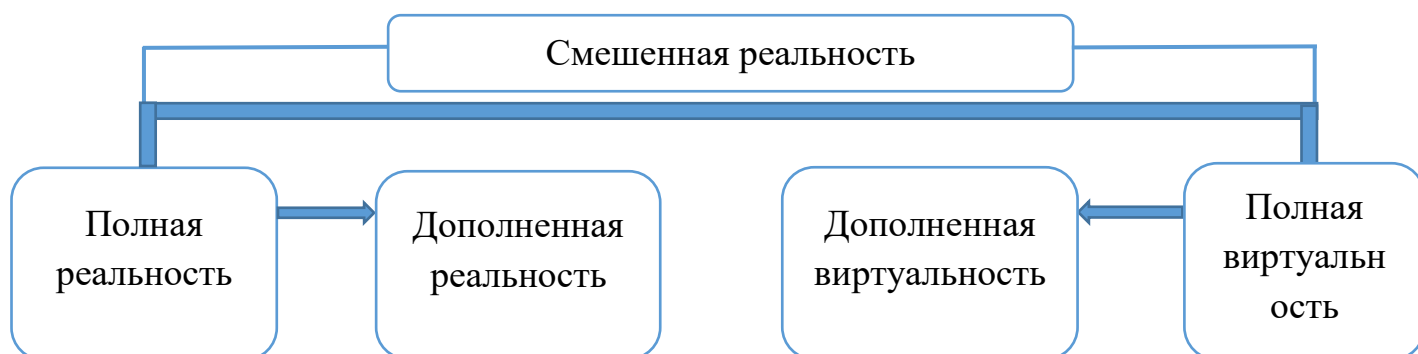 Смешенная реальность
Полная
реальность
Дополненная
реальность
Дополненная
виртуальность
Полная
виртуальн
ость